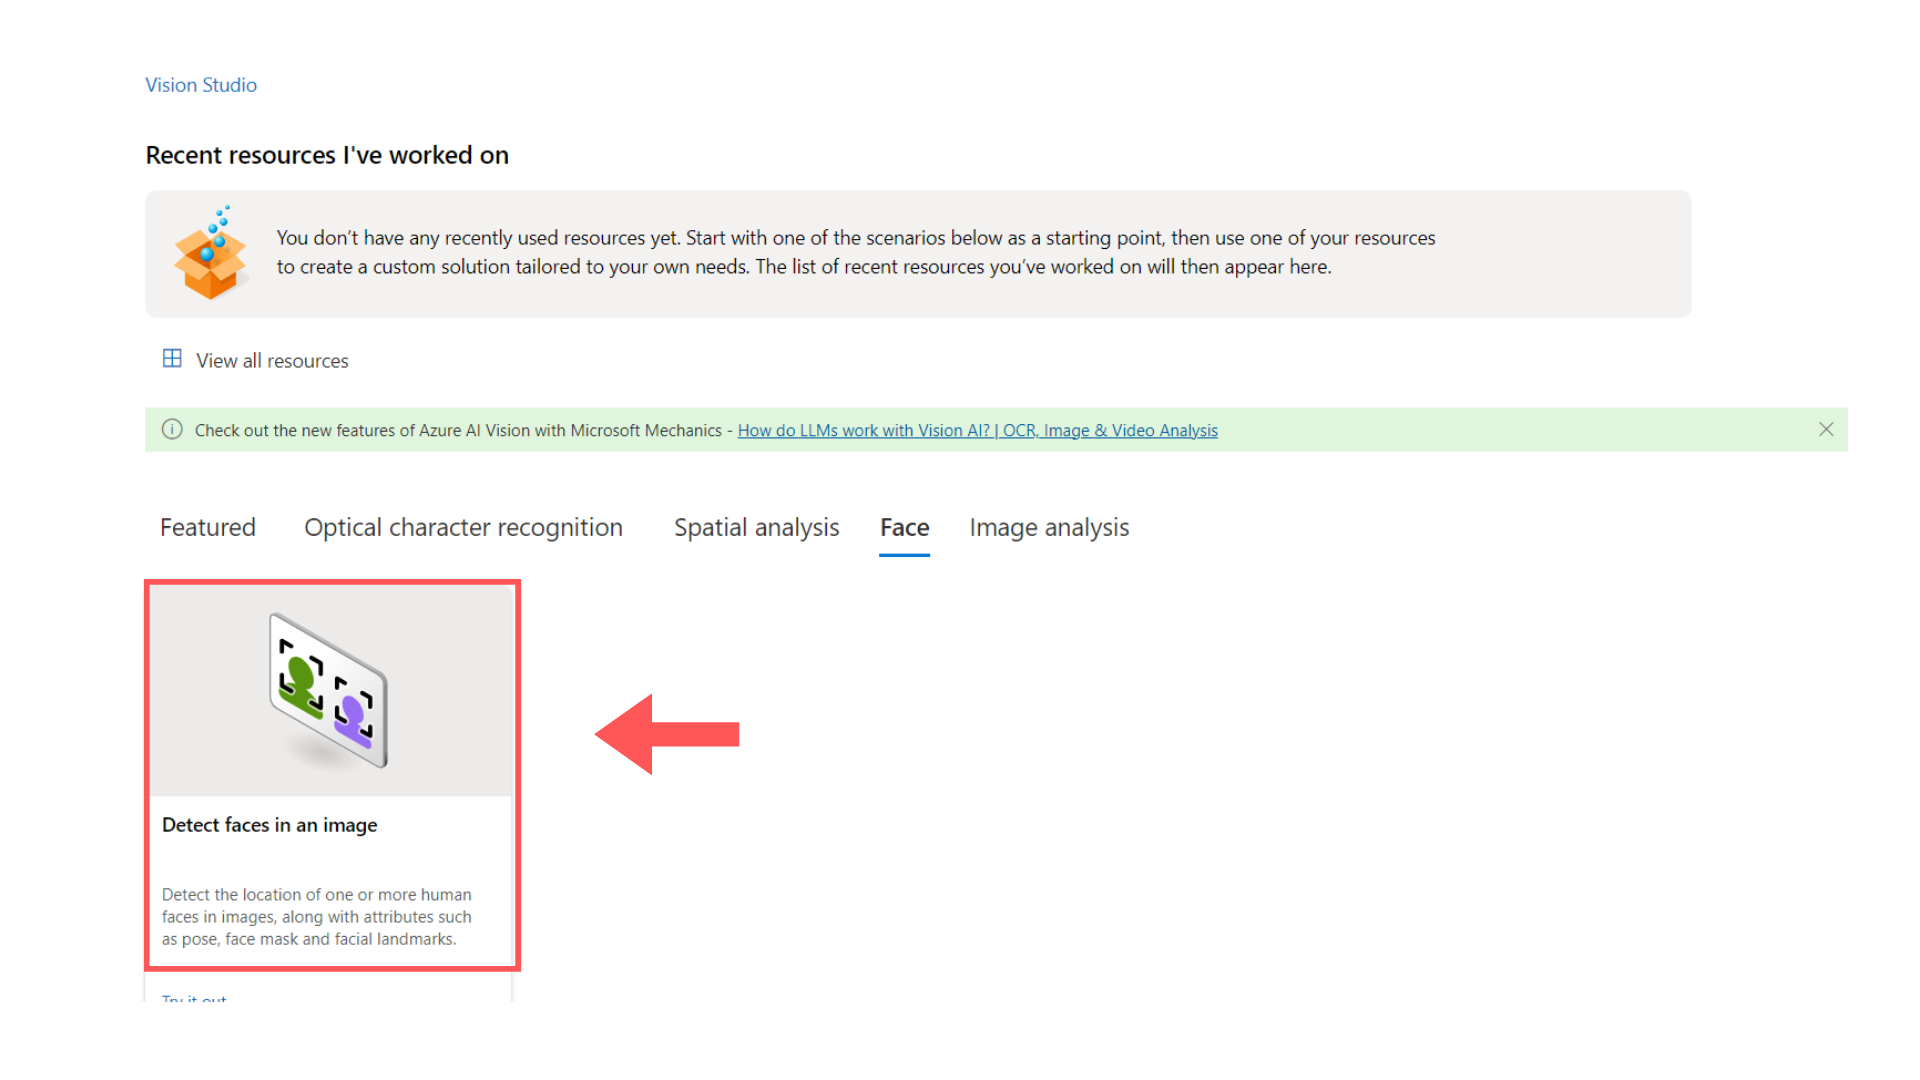 Vision Studio
Recent resources I've worked on
You don’t have any recently used resources yet. Start with one of the scenarios below as a starting point, then use one of your resources
to create a custom solution tailored to your own needs. The list of recent resources you’ve worked on will then appear here.
View all resources
Check out the new features of Azure AI Vision with Microsoft Mechanics - How do LLMs work with Vision AI? | OCR, Image & Video Analysis
Featured Optical character recognition Spatial analysis Face Image analysis
Detect faces in an image
Detect the location of one or more human
faces in images, along with attributes such
as pose, face mask and facial landmarks.
Try it out